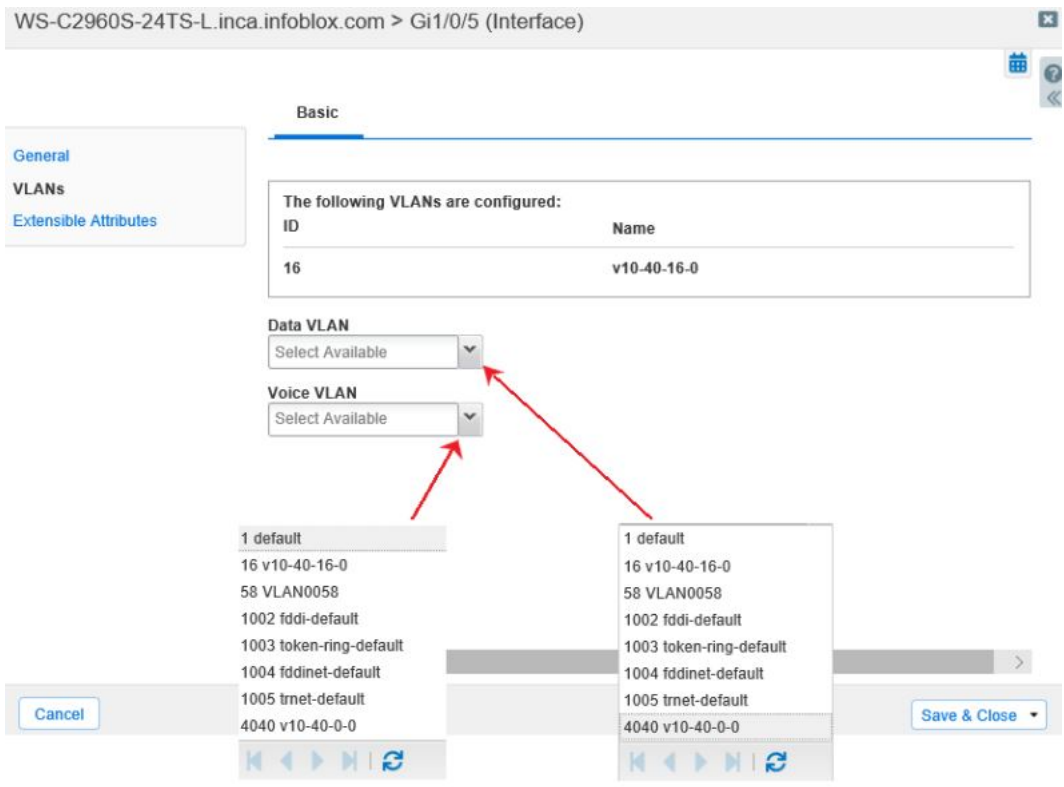 WS-C2960S-24TS-L.inca.infoblox.com > Gi1/0/5 (Interface)
Basic
General
VLANs
Extensible Attributes
The following VLANs are configured:
ID Name
16 v10-40-16-0
Data VLAN
Select Available
Voice VLAN
Select Available
1 default
16 v10-40-16-0
58 VLAN0058
1002 fddi-default
1003 token-ring-default
1004 fddinet-default
1005 trnet-default
4040 v10-40-0-0
1 default
16 v10-40-16-0
58 VLAN0058
1002 fddi-default
1003 token-ring-default
1004 fddinet-default
1005 trnet-default
4040 v10-40-0-0
Cancel
Save & Close